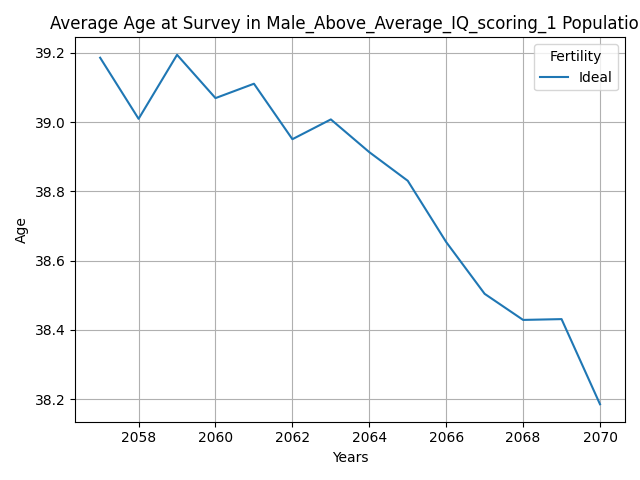 Average Age at Survey in Male_Above_Average_IQ_scoring_1 Populatio
Fertility
Ideal
39.2
39.0
38.8
38.6
38.4
38.2
Age
2058 2060 2062 2064 2066 2068 2070
Years